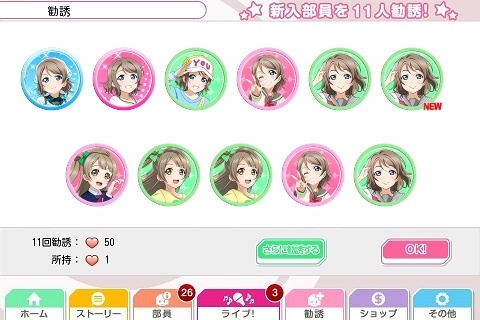 勧誘
新入部員を11人勧誘!
YOU
NEW
11回勧誘: 50
所持: 1
さらに勧誘する
OK!
26
3
ホーム
ストーリー
部員
ライブ!
勧誘
ショップ
その他